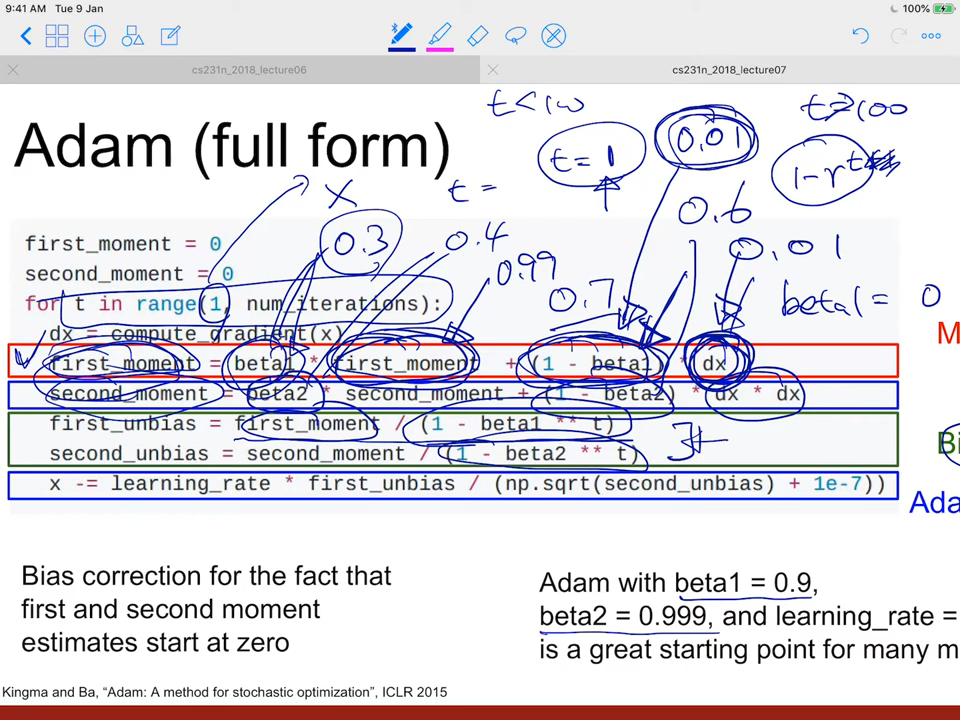 9:41 AM Tue 9 Jan
100%
cs231n_2018_lecture06
cs231n_2018_lecture07
t < 100
t = 1
0.01
t ≥ 100
Adam (full form)
X
t =
1-r^t
0.6
0.3
0.4
0.01
0.99
0.7
beta1 = 0
first_moment = 0
second_moment = 0
for t in range(1, num_iterations):
dx = compute_gradient(x)
first_moment = beta1 * first_moment + (1 - beta1) * dx
second_moment = beta2 * second_moment + (1 - beta2) * dx * dx
first_unbias = first_moment / (1 - beta1 ** t)
second_unbias = second_moment / (1 - beta2 ** t)
x -= learning_rate * first_unbias / (np.sqrt(second_unbias) + 1e-7))
M
Bi
Ada
Bias correction for the fact that
first and second moment
estimates start at zero
Adam with beta1 = 0.9,
beta2 = 0.999, and learning_rate =
is a great starting point for many m
Kingma and Ba, “Adam: A method for stochastic optimization”, ICLR 2015